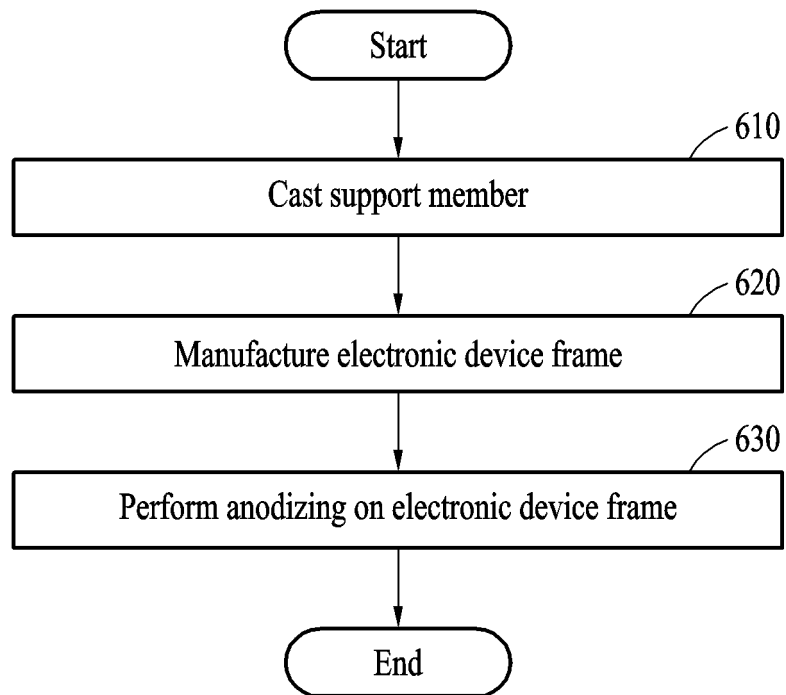 Start
610
Cast support member
620
Manufacture electronic device frame
630
Perform anodizing on electronic device frame
End